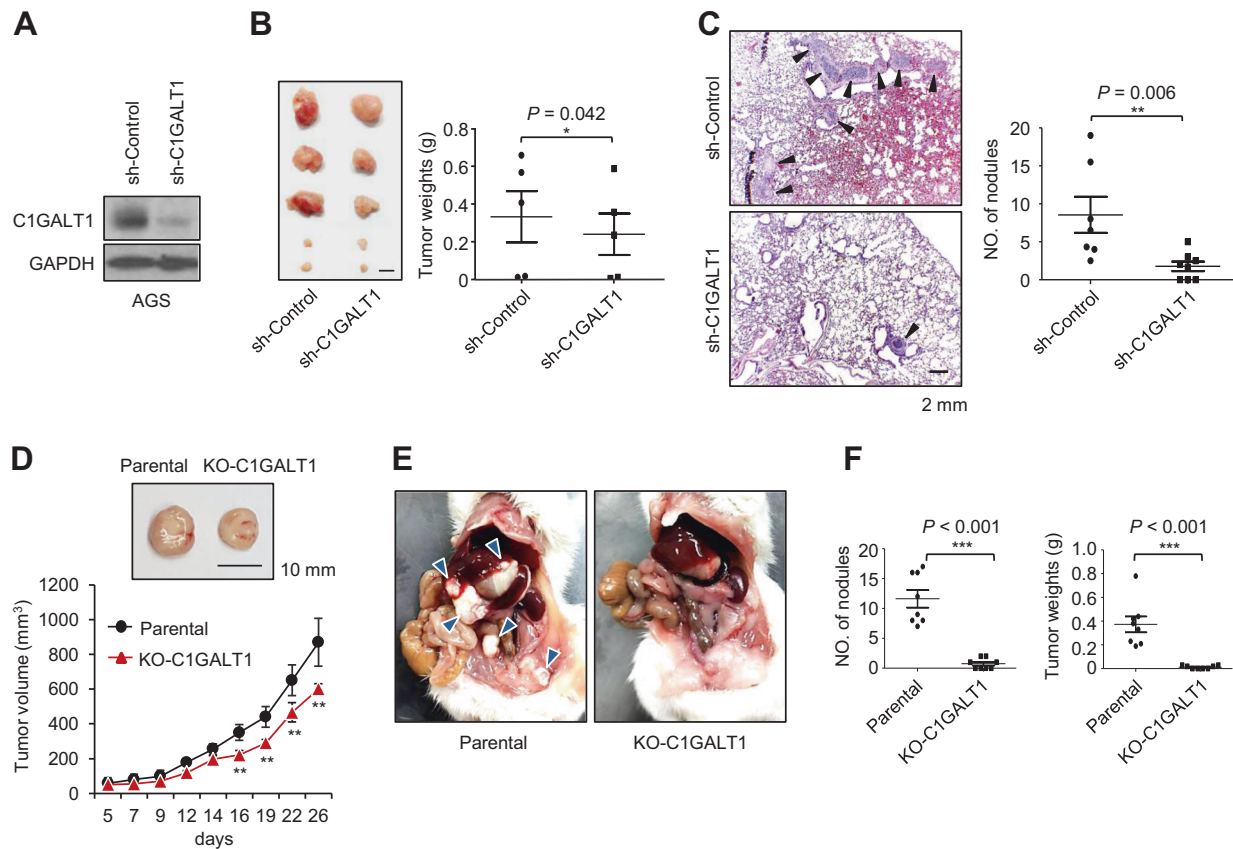 A
sh-Control
sh-C1GALT1
C1GALT1
GAPDH
AGS
B
sh-Control
sh-C1GALT1
P = 0.042
*
Tumor weights (g)
0.8
0.6
0.4
0.2
0
sh-Control
sh-C1GALT1
C
sh-Control
sh-C1GALT1
2 mm
P = 0.006
**
NO. of nodules
20
15
10
5
0
sh-Control
sh-C1GALT1
D
Parental KO-C1GALT1
10 mm
Tumor volume (mm³)
1200
1000
800
600
400
200
0
Parental
KO-C1GALT1
** ** ** **
5 7 9 12 14 16 19 22 26
days
E
Parental
KO-C1GALT1
F
P < 0.001
***
NO. of nodules
20
15
10
5
0
Parental
KO-C1GALT1
P < 0.001
***
Tumor weights (g)
1.0
0.8
0.6
0.4
0.2
0
Parental
KO-C1GALT1